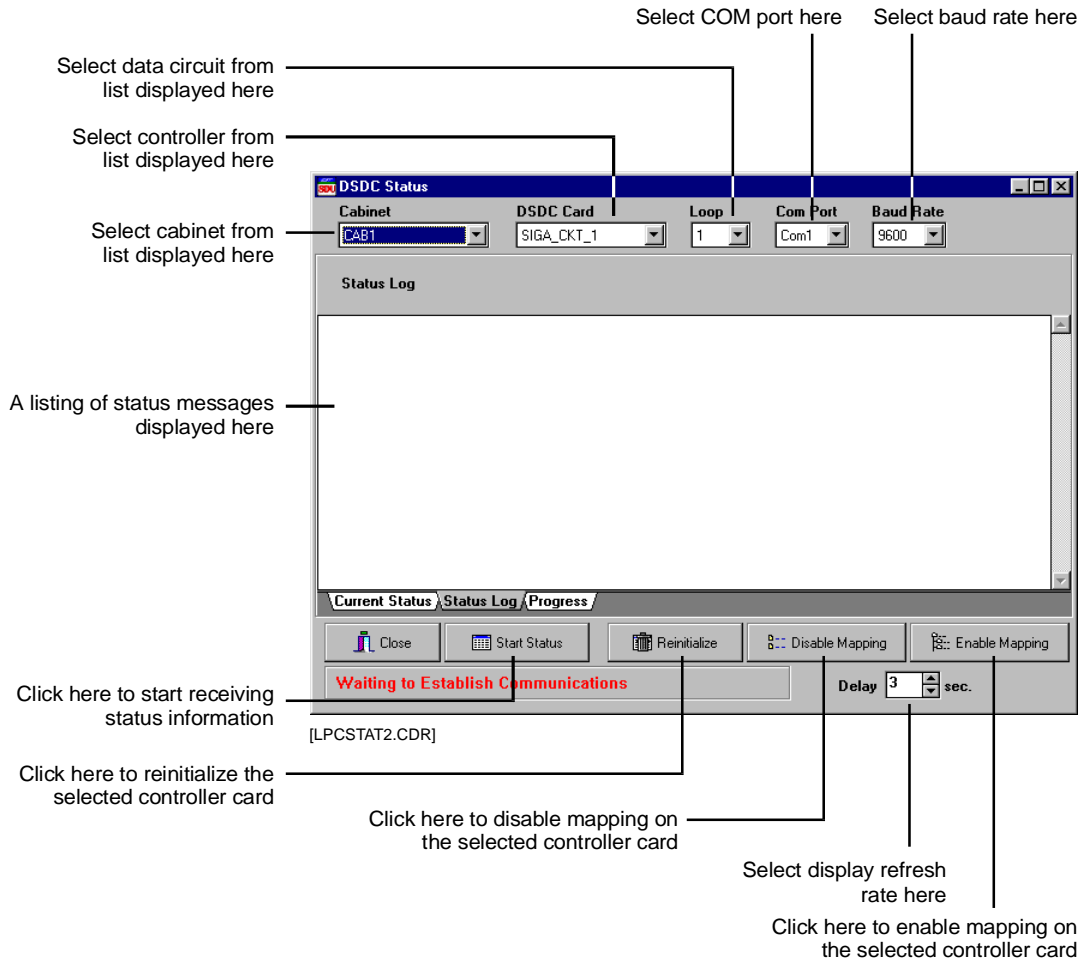 Select COM port here
Select baud rate here
Select data circuit from
list displayed here
Select controller from
list displayed here
SDU DSDC Status
Cabinet
DSDC Card
Loop
Com Port
Baud Rate
Select cabinet from
list displayed here
CAB1
SIGA_CKT_1
1
Com1
9600
Status Log
A listing of status messages
displayed here
Current Status
Status Log
Progress
Close
Start Status
Reinitialize
Disable Mapping
Enable Mapping
Waiting to Establish Communications
Delay 3 sec.
Click here to start receiving
status information
[LPCSTAT2.CDR]
Click here to reinitialize the
selected controller card
Click here to disable mapping on
the selected controller card
Select display refresh
rate here
Click here to enable mapping on
the selected controller card